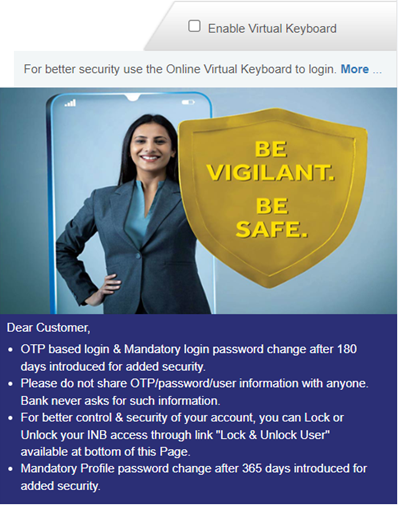 Enable Virtual Keyboard
For better security use the Online Virtual Keyboard to login. More ...
BE
VIGILANT.
BE
SAFE.
Dear Customer,
• OTP based login & Mandatory login password change after 180
days introduced for added security.
• Please do not share OTP/password/user information with anyone.
Bank never asks for such information.
• For better control & security of your account, you can Lock or
Unlock your INB access through link "Lock & Unlock User"
available at bottom of this Page.
• Mandatory Profile password change after 365 days introduced for
added security.